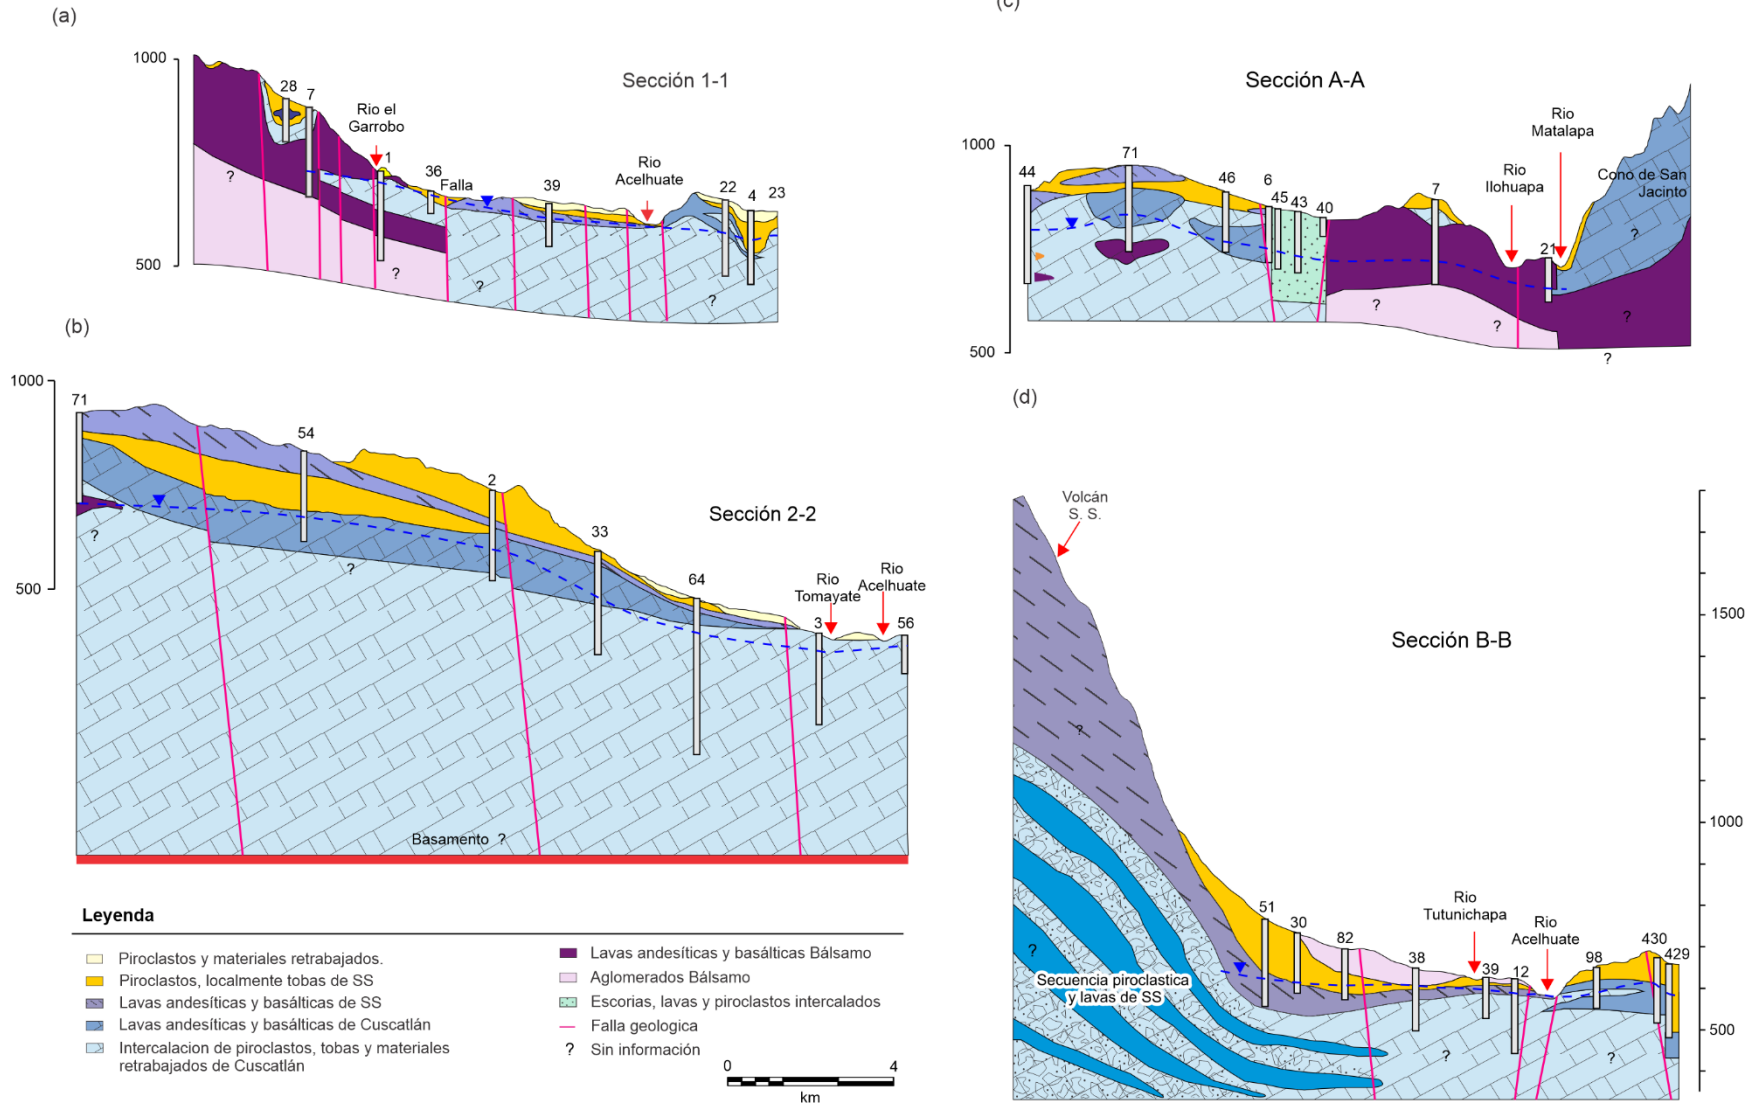 (a)
Sección 1-1
1000
500
28
7
Rio el
Garrobo
1
36
Falla
39
Rio
Acelhuate
22
4
23
?
?
?
?
(b)
Sección 2-2
1000
500
71
54
2
33
64
Rio
Tomayate
3
Rio
Acelhuate
56
?
?
Basamento ?
(c)
Sección A-A
1000
500
44
71
46
6
45
43
40
7
Rio
Ilohuapa
21
Rio
Matalapa
Cono de San
Jacinto
?
?
?
?
?
(d)
Sección B-B
Volcán
S. S.
1500
1000
500
51
30
82
38
Rio
Tutunichapa
39
12
Rio
Acelhuate
98
430
429
?
?
?
?
Secuencia piroclastica
y lavas de SS
Leyenda
Piroclastos y materiales retrabajados.
Piroclastos, localmente tobas de SS
Lavas andesíticas y basálticas de SS
Lavas andesíticas y basálticas de Cuscatlán
Intercalacion de piroclastos, tobas y materiales
retrabajados de Cuscatlán
Lavas andesíticas y basálticas Bálsamo
Aglomerados Bálsamo
Escorias, lavas y piroclastos intercalados
Falla geologica
? Sin información
0 4
km